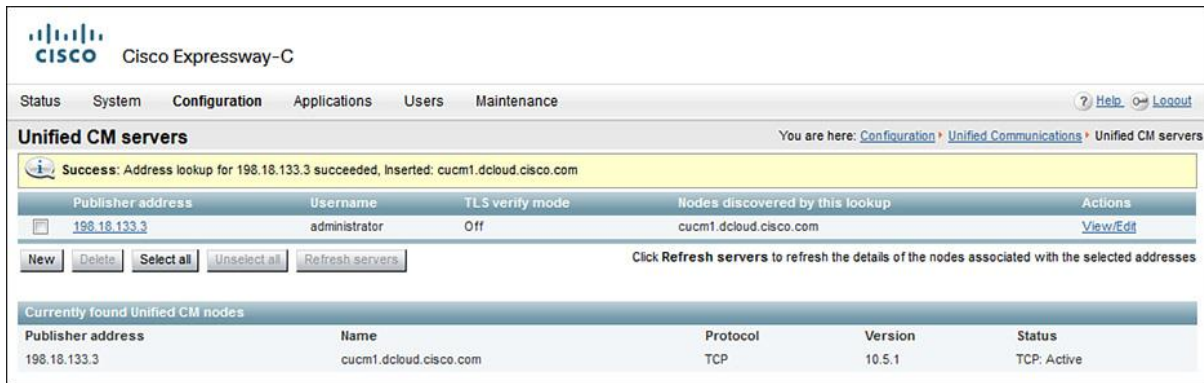 CISCO Cisco Expressway-C
Status System Configuration Applications Users Maintenance Help Logout
Unified CM servers You are here: Configuration Unified Communications Unified CM servers
Success: Address lookup for 198.18.133.3 succeeded, Inserted: cucm1.dcloud.cisco.com
Publisher address Username TLS verify mode Nodes discovered by this lookup Actions
198.18.133.3 administrator Off cucm1.dcloud.cisco.com View/Edit
New Delete Select all Unselect all Refresh servers Click Refresh servers to refresh the details of the nodes associated with the selected addresses
Currently found Unified CM nodes
Publisher address Name Protocol Version Status
198.18.133.3 cucm1.dcloud.cisco.com TCP 10.5.1 TCP: Active